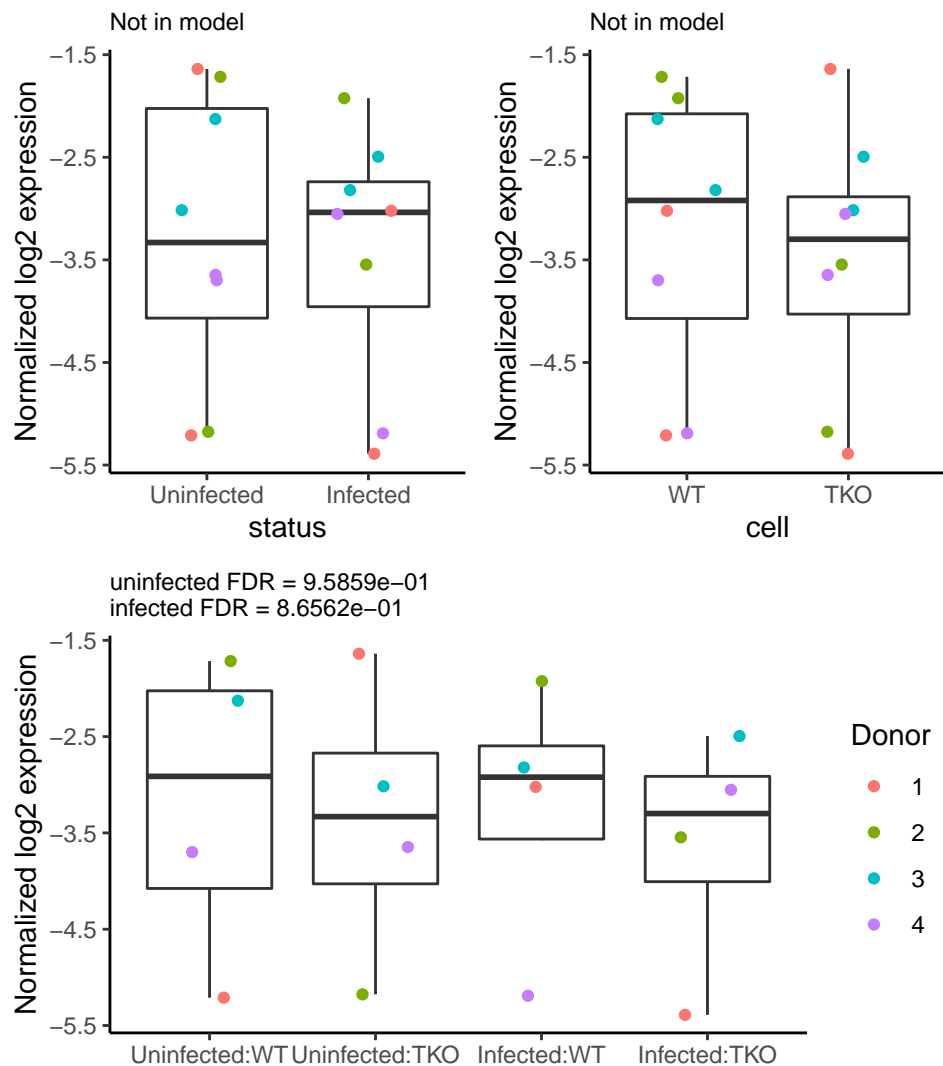 Not in model
Normalized log2 expression
−1.5
−2.5
−3.5
−4.5
−5.5
Uninfected Infected
status
Not in model
Normalized log2 expression
−1.5
−2.5
−3.5
−4.5
−5.5
WT TKO
cell
uninfected FDR = 9.5859e−01
infected FDR = 8.6562e−01
Normalized log2 expression
−1.5
−2.5
−3.5
−4.5
−5.5
Uninfected:WT Uninfected:TKO Infected:WT Infected:TKO
Donor
1
2
3
4